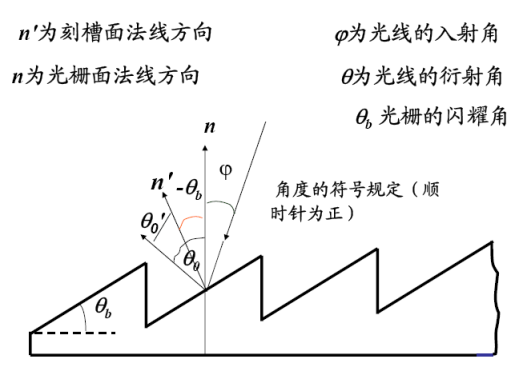 n'为刻槽面法线方向
φ为光线的入射角
n为光栅面法线方向
θ为光线的衍射角
θb 光栅的闪耀角
n
n'
-θb
φ
角度的符号规定（顺
时针为正）
θ0'
θ0
θb